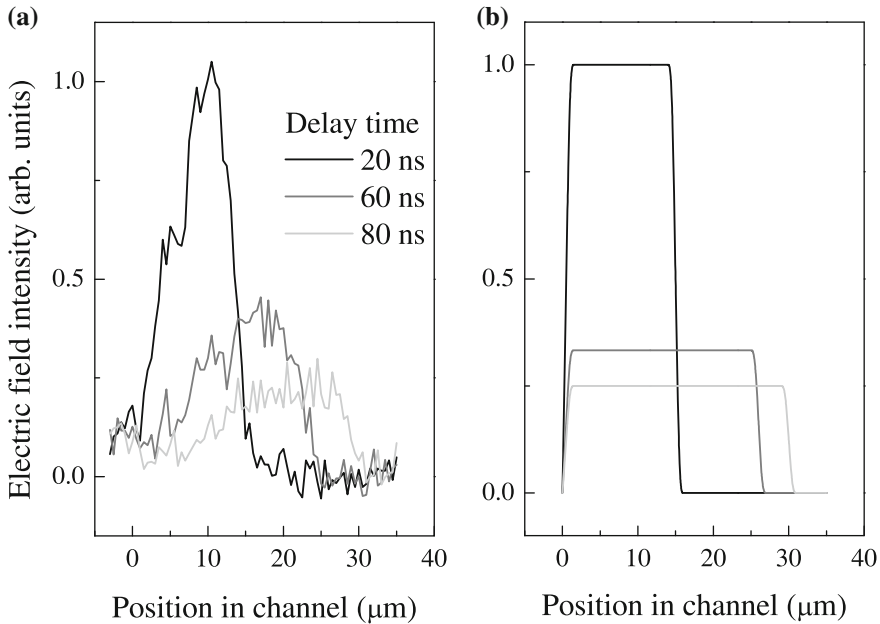 (a)
Electric field intensity (arb. units)
1.0
0.5
0.0
Delay time
20 ns
60 ns
80 ns
0 10 20 30 40
Position in channel (μm)
(b)
1.0
0.5
0.0
0 10 20 30 40
Position in channel (μm)